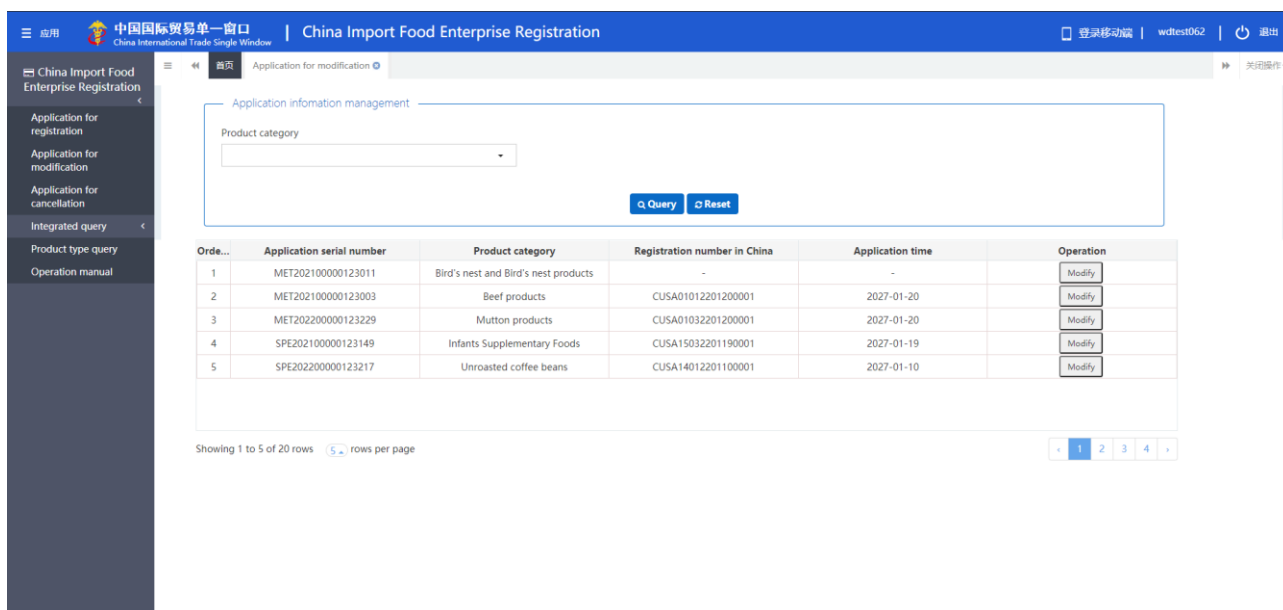 应用
中国国际贸易单一窗口
China International Trade Single Window
China Import Food Enterprise Registration
登录移动端 | wdtest062 | 退出
China Import Food
Enterprise Registration
首页 Application for modification
关闭操作
Application for
registration
Application for
modification
Application for
cancellation
Integrated query
Product type query
Operation manual
Application infomation management
Product category
Query Reset
Orde... Application serial number Product category Registration number in China Application time Operation
1 MET202100000123011 Bird's nest and Bird's nest products - - Modify
2 MET202100000123003 Beef products CUSA01012201200001 2027-01-20 Modify
3 MET202200000123229 Mutton products CUSA01032201200001 2027-01-20 Modify
4 SPE202100000123149 Infants Supplementary Foods CUSA15032201190001 2027-01-19 Modify
5 SPE202200000123217 Unroasted coffee beans CUSA14012201100001 2027-01-10 Modify
Showing 1 to 5 of 20 rows 5 rows per page
‹ 1 2 3 4 ›